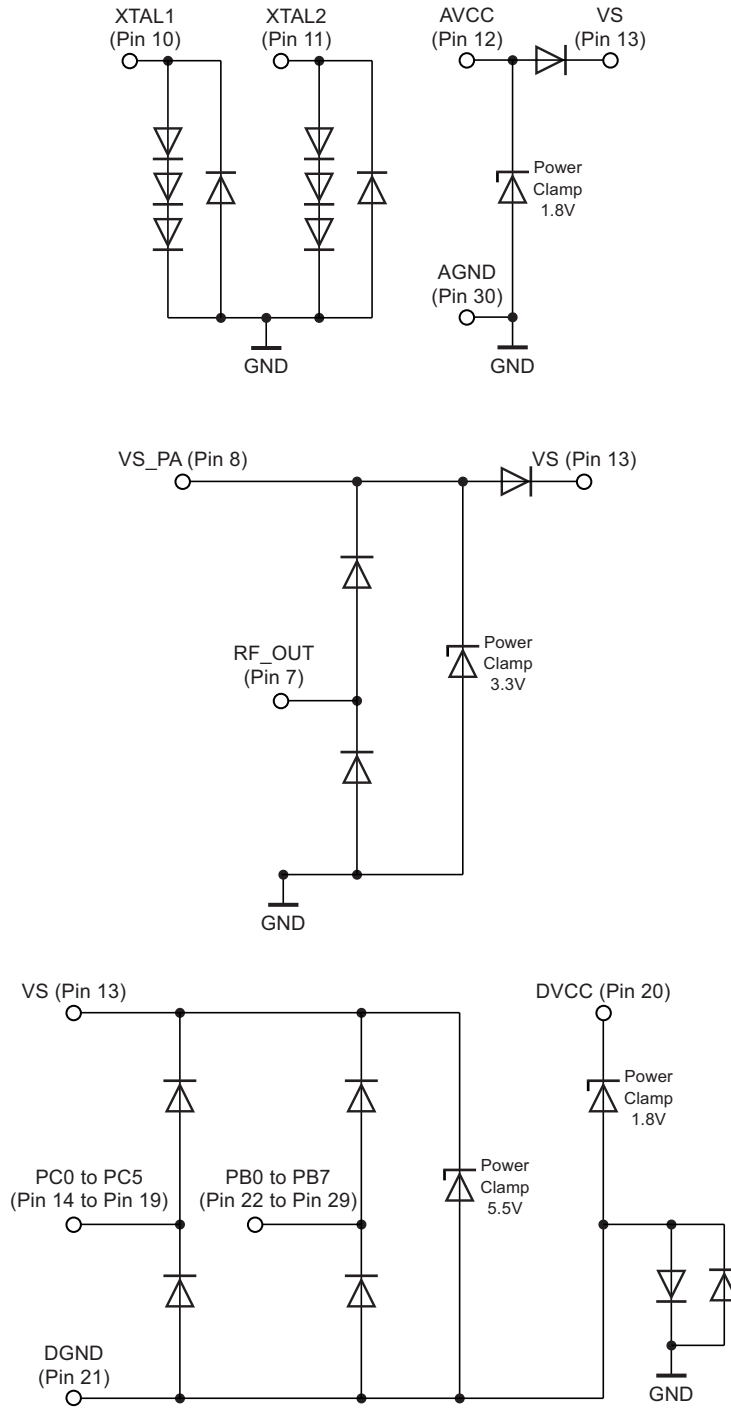 XTAL1
(Pin 10)
XTAL2
(Pin 11)
AVCC
(Pin 12)
VS
(Pin 13)
Power
Clamp
1.8V
AGND
(Pin 30)
GND
GND
VS_PA (Pin 8)
VS (Pin 13)
RF_OUT
(Pin 7)
Power
Clamp
3.3V
GND
VS (Pin 13)
DVCC (Pin 20)
Power
Clamp
1.8V
PC0 to PC5
(Pin 14 to Pin 19)
PB0 to PB7
(Pin 22 to Pin 29)
Power
Clamp
5.5V
DGND
(Pin 21)
GND